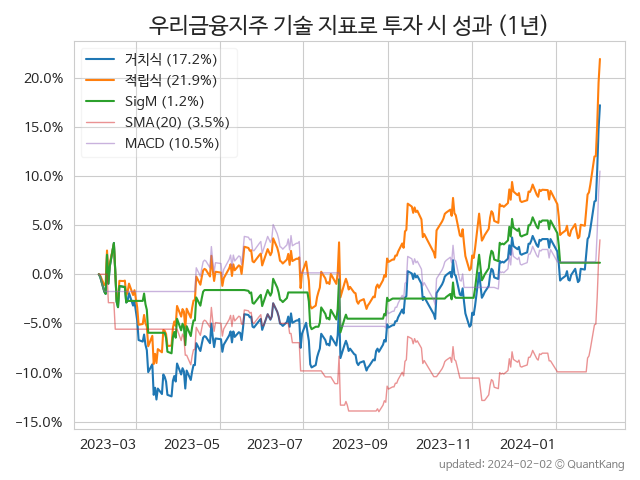 우리금융지주 기술 지표로 투자 시 성과 (1년)
거치식 (17.2%)
적립식 (21.9%)
SigM (1.2%)
SMA(20) (3.5%)
MACD (10.5%)
20.0%
15.0%
10.0%
5.0%
0.0%
−5.0%
−10.0%
−15.0%
2023-03 2023-05 2023-07 2023-09 2023-11 2024-01
updated: 2024-02-02 © QuantKang